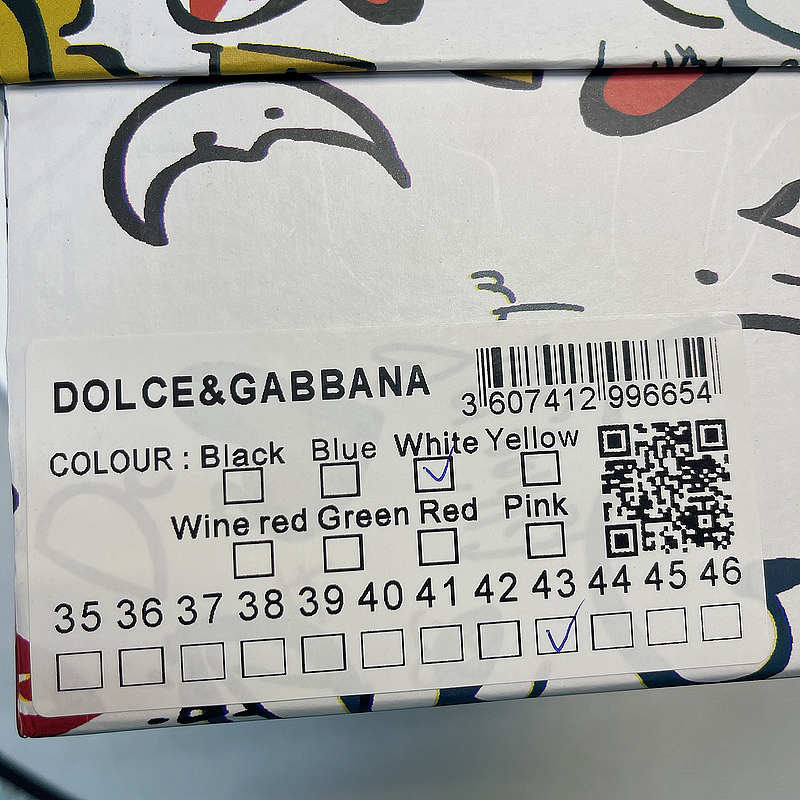 DOLCE&GABBANA
3 607412 996654
COLOUR : Black Blue White Yellow
Wine red Green Red Pink
35 36 37 38 39 40 41 42 43 44 45 46